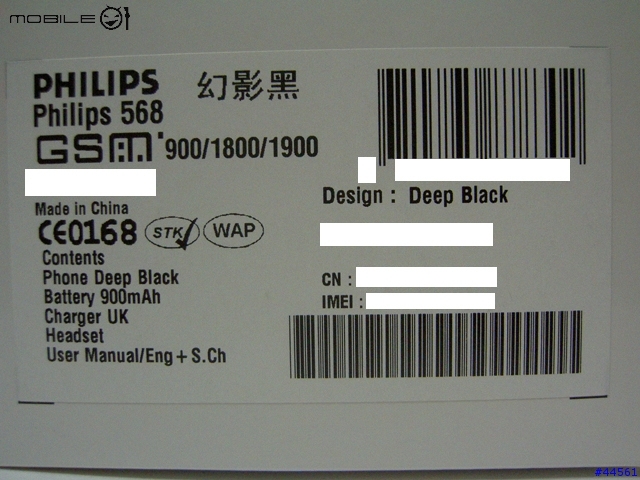 MOBILE
PHILIPS 幻影黑
Philips 568
GSM 900/1800/1900
Made in China
CE0168 STK WAP
Contents
Phone Deep Black
Battery 900mAh
Charger UK
Headset
User Manual/Eng + S.Ch
Design : Deep Black
CN :
IMEI :
#44561